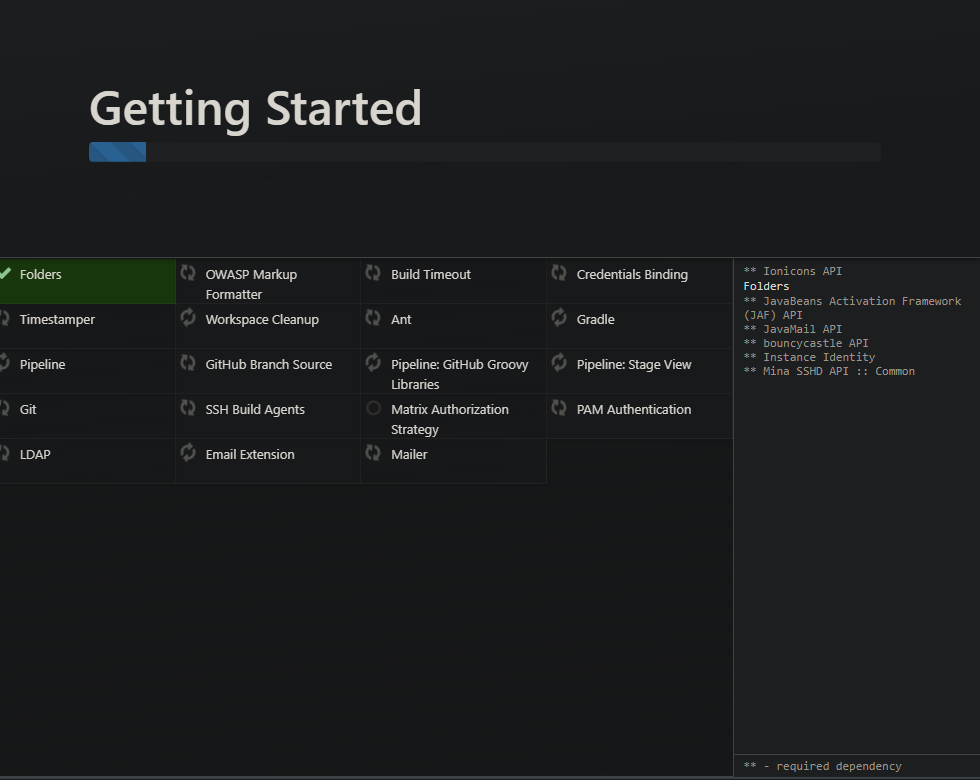 Getting Started
Folders
OWASP Markup
Formatter
Build Timeout
Credentials Binding
Timestamper
Workspace Cleanup
Ant
Gradle
Pipeline
GitHub Branch Source
Pipeline: GitHub Groovy
Libraries
Pipeline: Stage View
Git
SSH Build Agents
Matrix Authorization
Strategy
PAM Authentication
LDAP
Email Extension
Mailer
** Ionicons API
Folders
** JavaBeans Activation Framework
(JAF) API
** JavaMail API
** bouncycastle API
** Instance Identity
** Mina SSHD API :: Common
** - required dependency